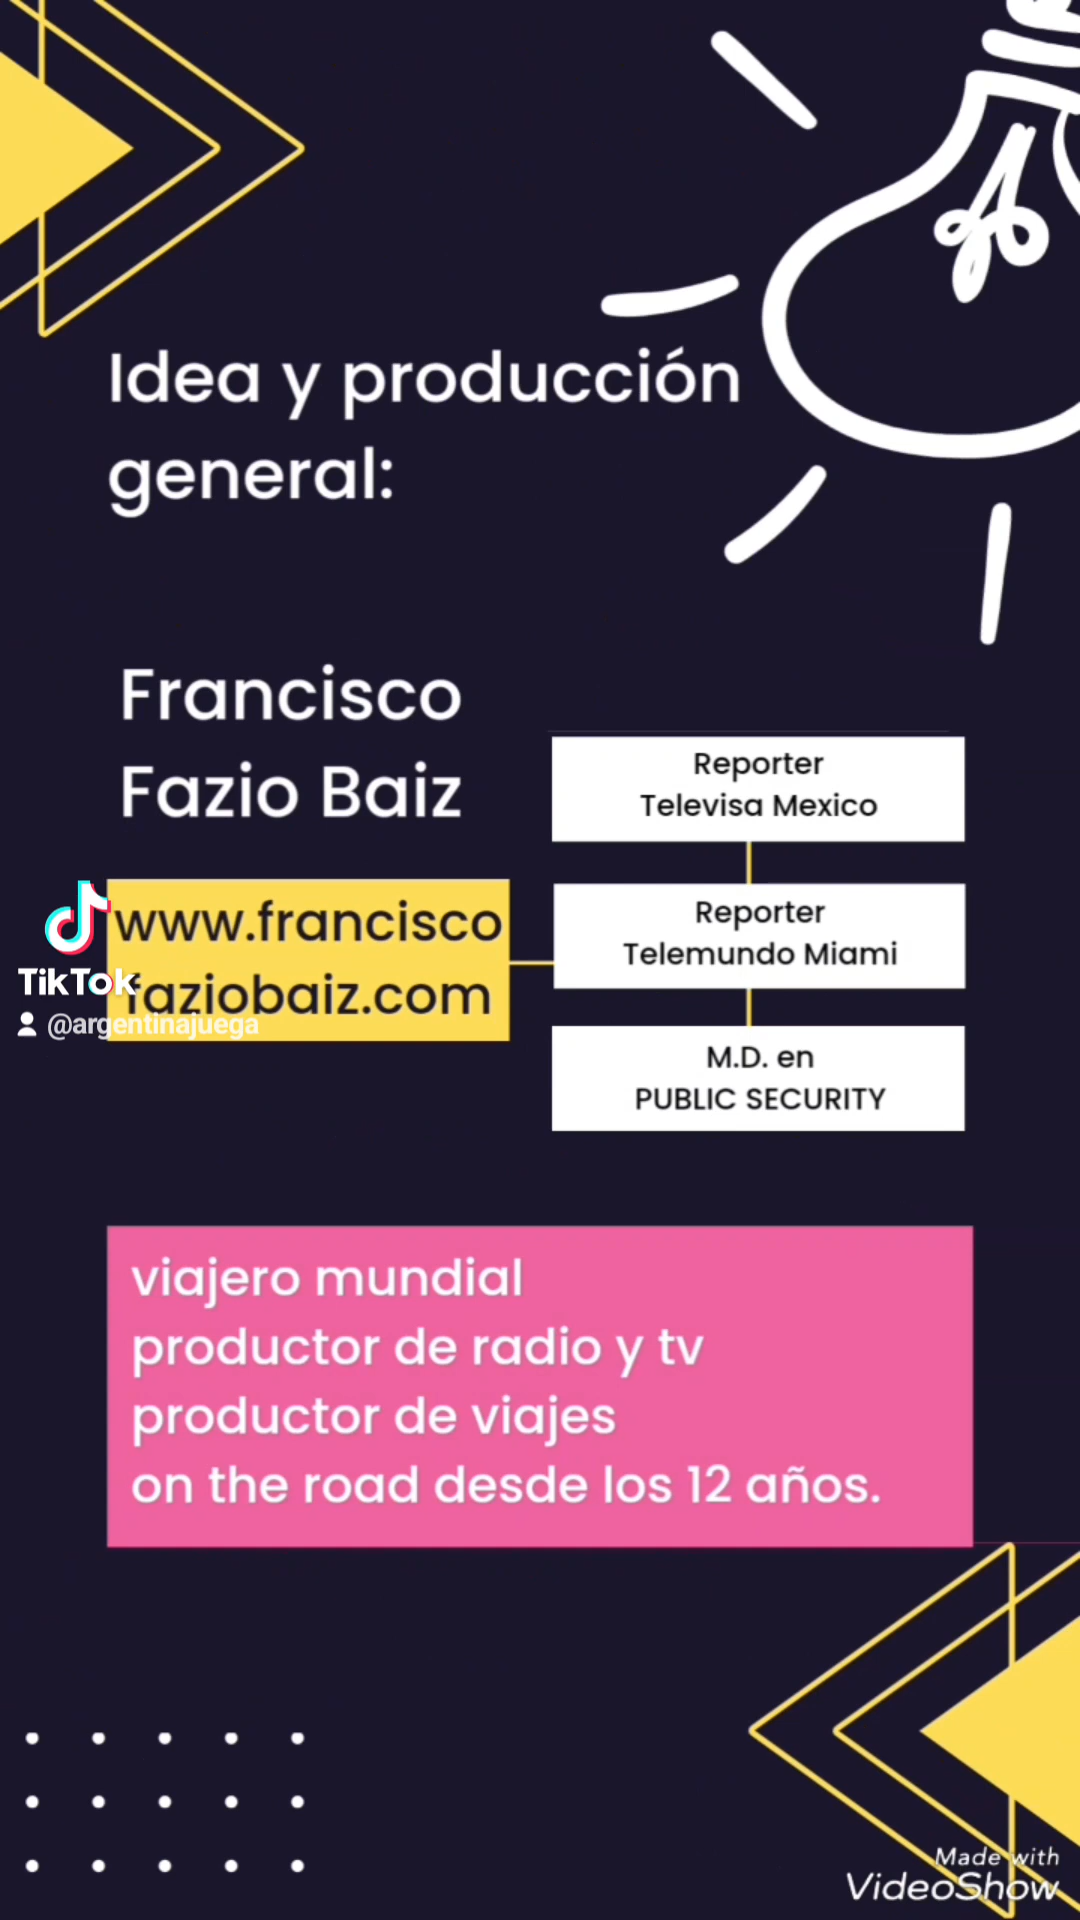 Idea y producción
general:
Francisco
Fazio Baiz
www.francisco
faziobaiz.com
Reporter
Televisa Mexico
Reporter
Telemundo Miami
M.D. en
PUBLIC SECURITY
TikTok
@argentinajuega
viajero mundial
productor de radio y tv
productor de viajes
on the road desde los 12 años.
Made with
VideoShow